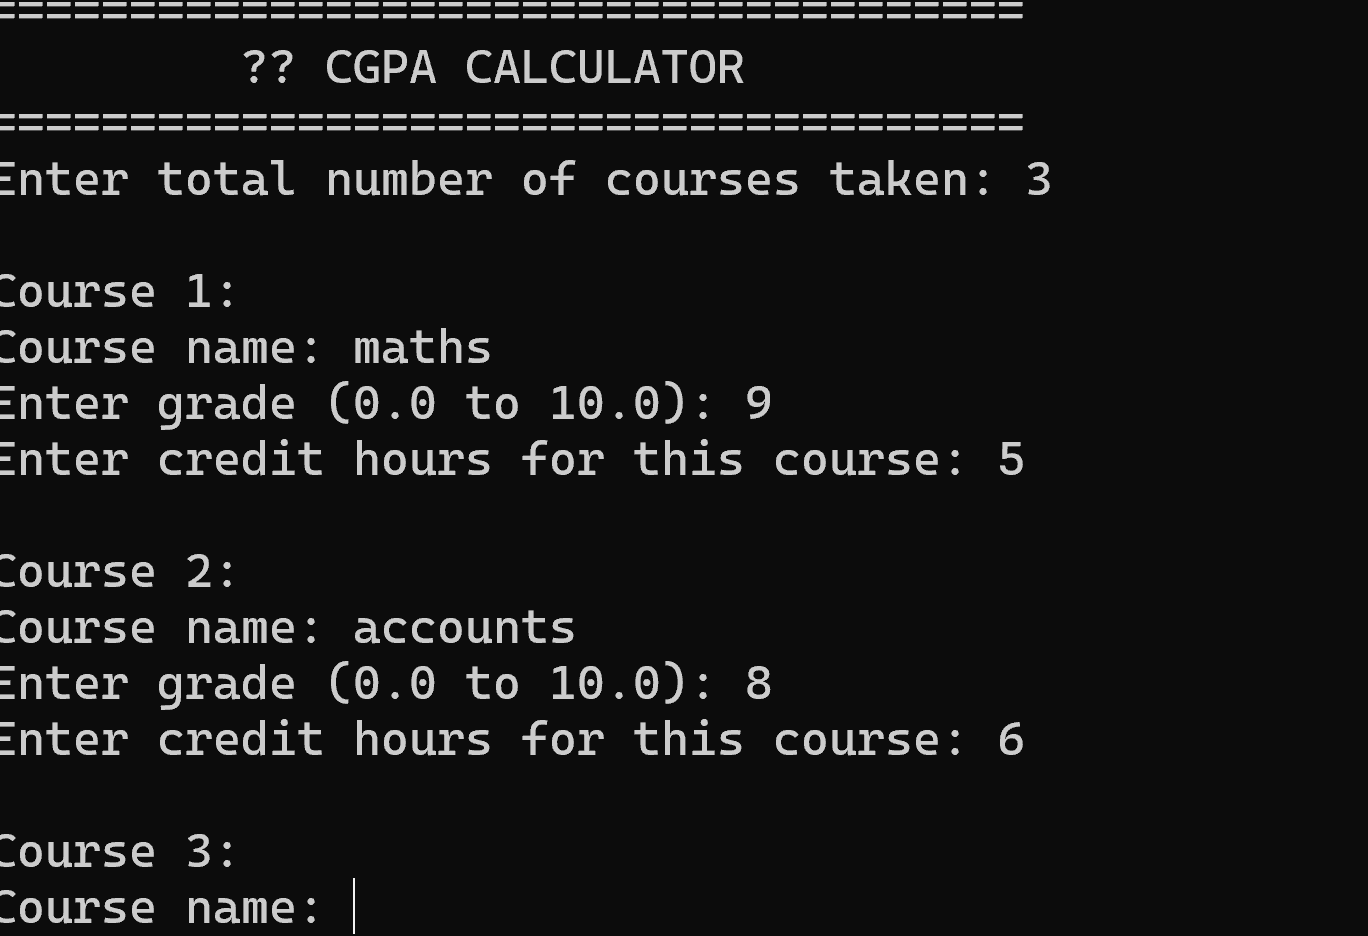 =====================================
?? CGPA CALCULATOR
=====================================
Enter total number of courses taken: 3
Course 1:
Course name: maths
Enter grade (0.0 to 10.0): 9
Enter credit hours for this course: 5
Course 2:
Course name: accounts
Enter grade (0.0 to 10.0): 8
Enter credit hours for this course: 6
Course 3:
Course name: